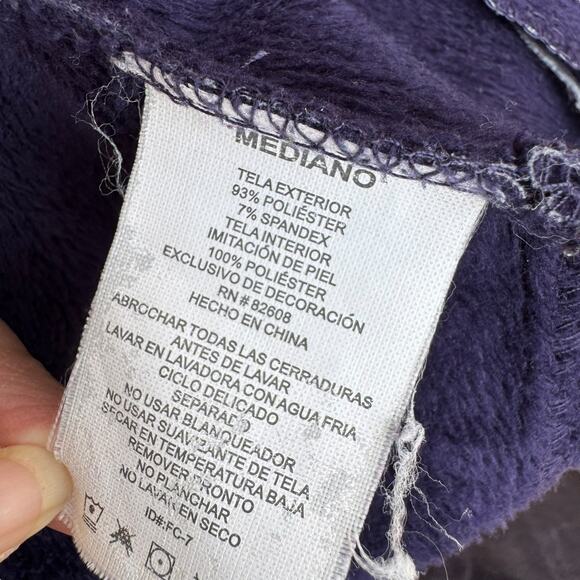 MEDIANO
TELA EXTERIOR
93% POLIÉSTER
7% SPANDEX
TELA INTERIOR
IMITACIÓN DE PIEL
100% POLIÉSTER
EXCLUSIVO DE DECORACIÓN
RN # 82608
HECHO EN CHINA
ABROCHAR TODAS LAS CERRADURAS
ANTES DE LAVAR
LAVAR EN LAVADORA CON AGUA FRIA
CICLO DELICADO
SEPARADO
NO USAR BLANQUEADOR
NO USAR SUAVIZANTE DE TELA
SECAR EN TEMPERATURA BAJA
REMOVER PRONTO
NO PLANCHAR
NO LAVAR EN SECO
ID#:FC-7